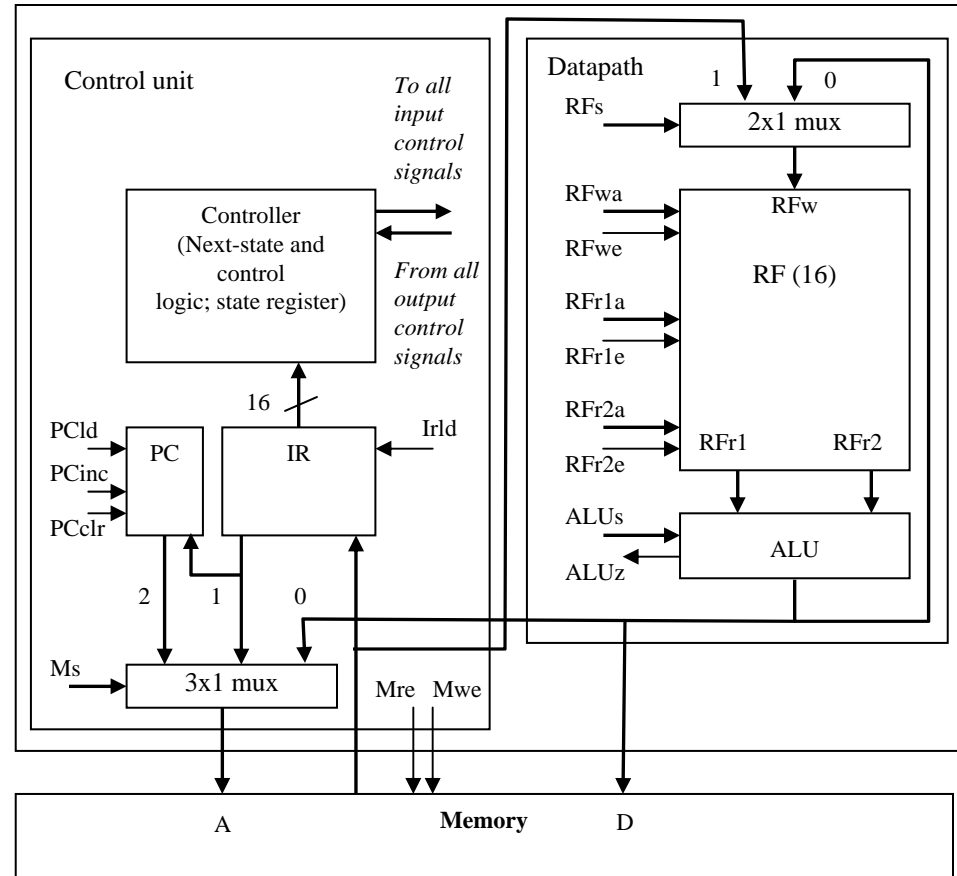 Control unit
To all
input
control
signals
Controller
(Next-state and
control
logic; state register)
From all
output
control
signals
16
PCld
PCinc
PCclr
PC
IR
Irld
2
1
0
Ms
3x1 mux
Mre
Mwe
Datapath
1
0
RFs
2x1 mux
RFwa
RFwe
RFw
RF (16)
RFr1a
RFr1e
RFr2a
RFr2e
RFr1
RFr2
ALUs
ALUz
ALU
A
Memory
D